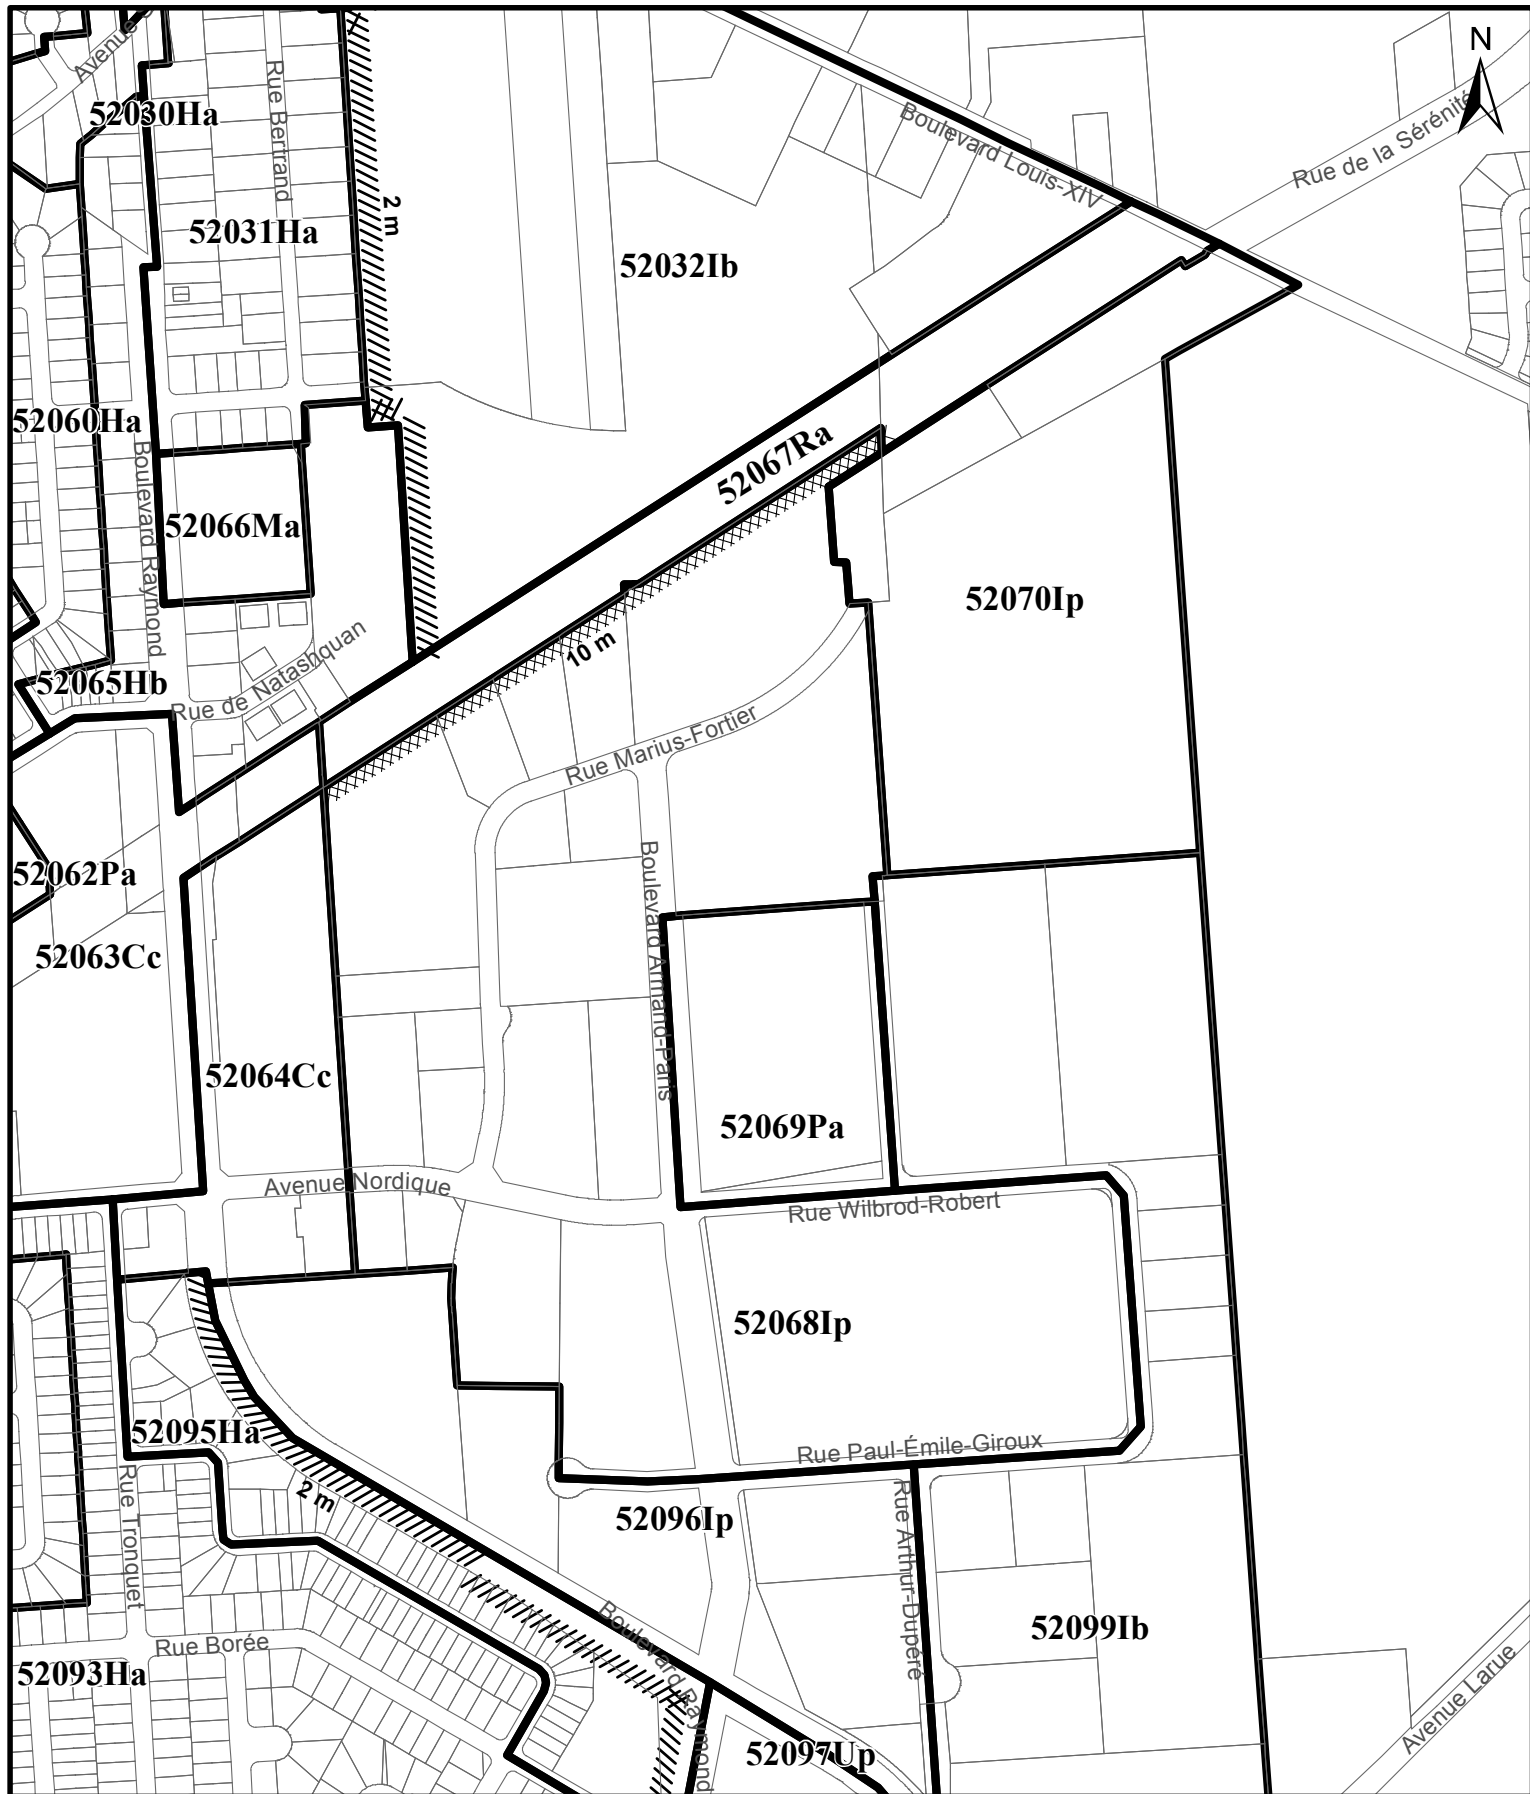 N
Avenue
52030Ha
Rue Bertrand
Boulevard Louis-XIV
Rue de la Sérénité
52031Ha
2 m
52032Ib
52060Ha
Boulevard Raymond
52067Ra
52066Ma
52070Ip
10 m
52065Hb
Rue de Natashquan
Rue Marius-Fortier
52062Pa
Boulevard Armand-Paris
52063Cc
52064Cc
52069Pa
Avenue Nordique
Rue Wilbrod-Robert
52068Ip
52095Ha
Rue Paul-Émile-Giroux
2 m
Rue Tronquet
52096Ip
Rue Arthur-Dupéré
Rue Borée
52099Ib
52093Ha
Boulevard Raymond
Avenue Larue
52097Up